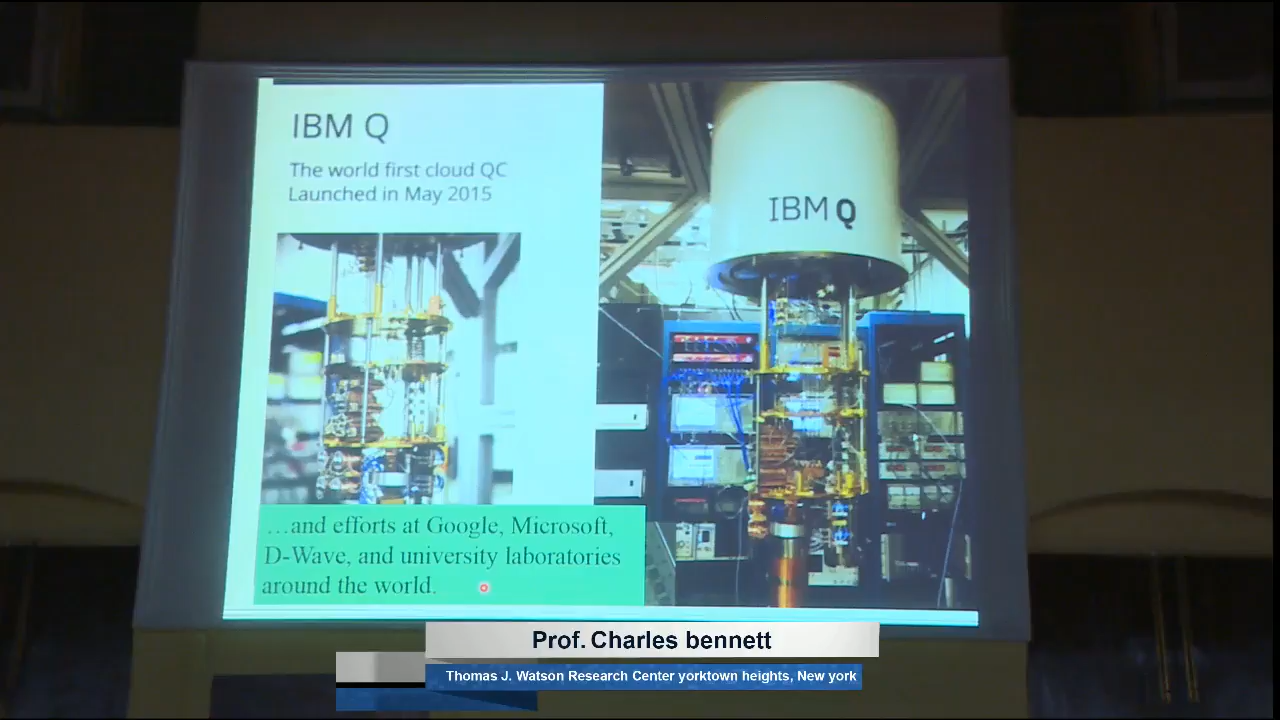 IBM Q
The world first cloud QC
Launched in May 2015
IBM Q
...and efforts at Google, Microsoft,
D-Wave, and university laboratories
around the world.
Prof. Charles bennett
Thomas J. Watson Research Center yorktown heights, New york